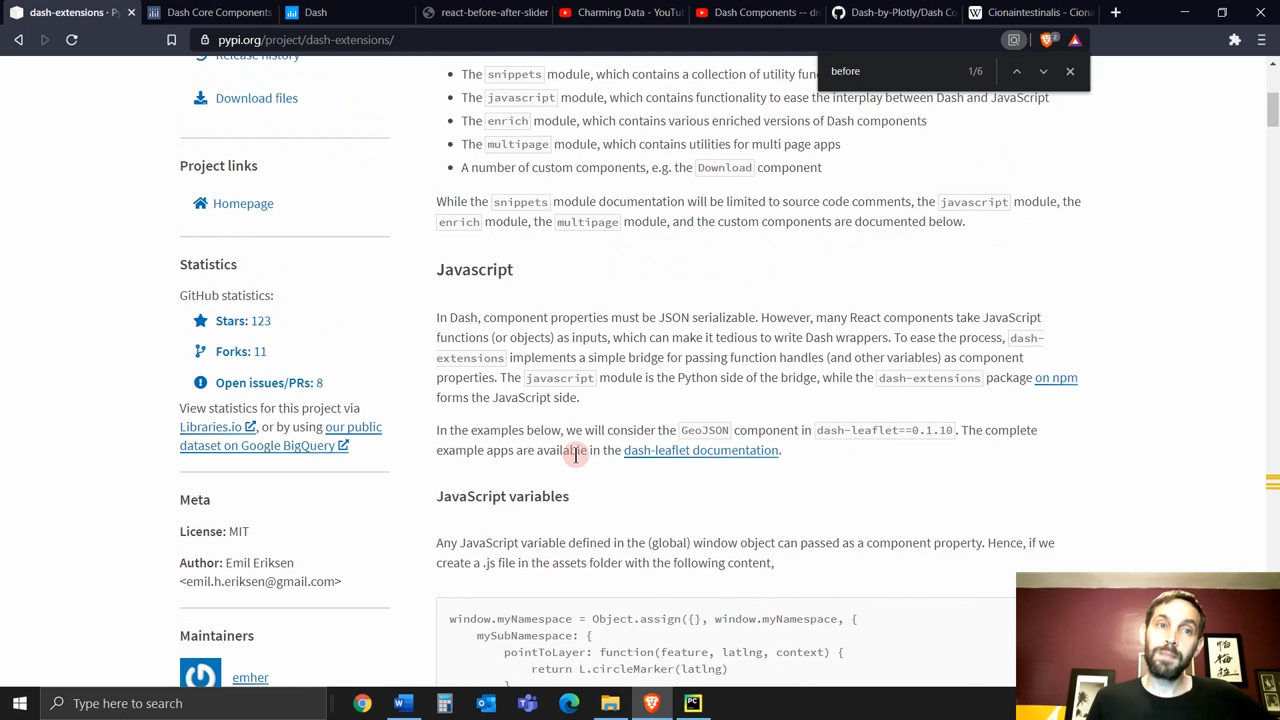 dash-extensions · P
Dash Core Components
Dash
react-before-after-slider
Charming Data - YouTu
Dash Components -- dro
Dash-by-Plotly/Dash Co
Cionaintestinalis - Ciona
pypi.org/project/dash-extensions/
2
before
1/6
Release history
Download files
Project links
Homepage
Statistics
GitHub statistics:
Stars: 123
Forks: 11
Open issues/PRs: 8
View statistics for this project via
Libraries.io, or by using our public
dataset on Google BigQuery
Meta
License: MIT
Author: Emil Eriksen
<emil.h.eriksen@gmail.com>
Maintainers
emher
The snippets module, which contains a collection of utility func
The javascript module, which contains functionality to ease the interplay between Dash and JavaScript
The enrich module, which contains various enriched versions of Dash components
The multipage module, which contains utilities for multi page apps
A number of custom components, e.g. the Download component
While the snippets module documentation will be limited to source code comments, the javascript module, the
enrich module, the multipage module, and the custom components are documented below.
Javascript
In Dash, component properties must be JSON serializable. However, many React components take JavaScript
functions (or objects) as inputs, which can make it tedious to write Dash wrappers. To ease the process, dash-
extensions implements a simple bridge for passing function handles (and other variables) as component
properties. The javascript module is the Python side of the bridge, while the dash-extensions package on npm
forms the JavaScript side.
In the examples below, we will consider the GeoJSON component in dash-leaflet==0.1.10. The complete
example apps are available in the dash-leaflet documentation.
JavaScript variables
Any JavaScript variable defined in the (global) window object can passed as a component property. Hence, if we
create a .js file in the assets folder with the following content,
window.myNamespace = Object.assign({}, window.myNamespace, {
mySubNamespace: {
pointToLayer: function(feature, latlng, context) {
return L.circleMarker(latlng)
}
帕
梅
拉
Type here to search